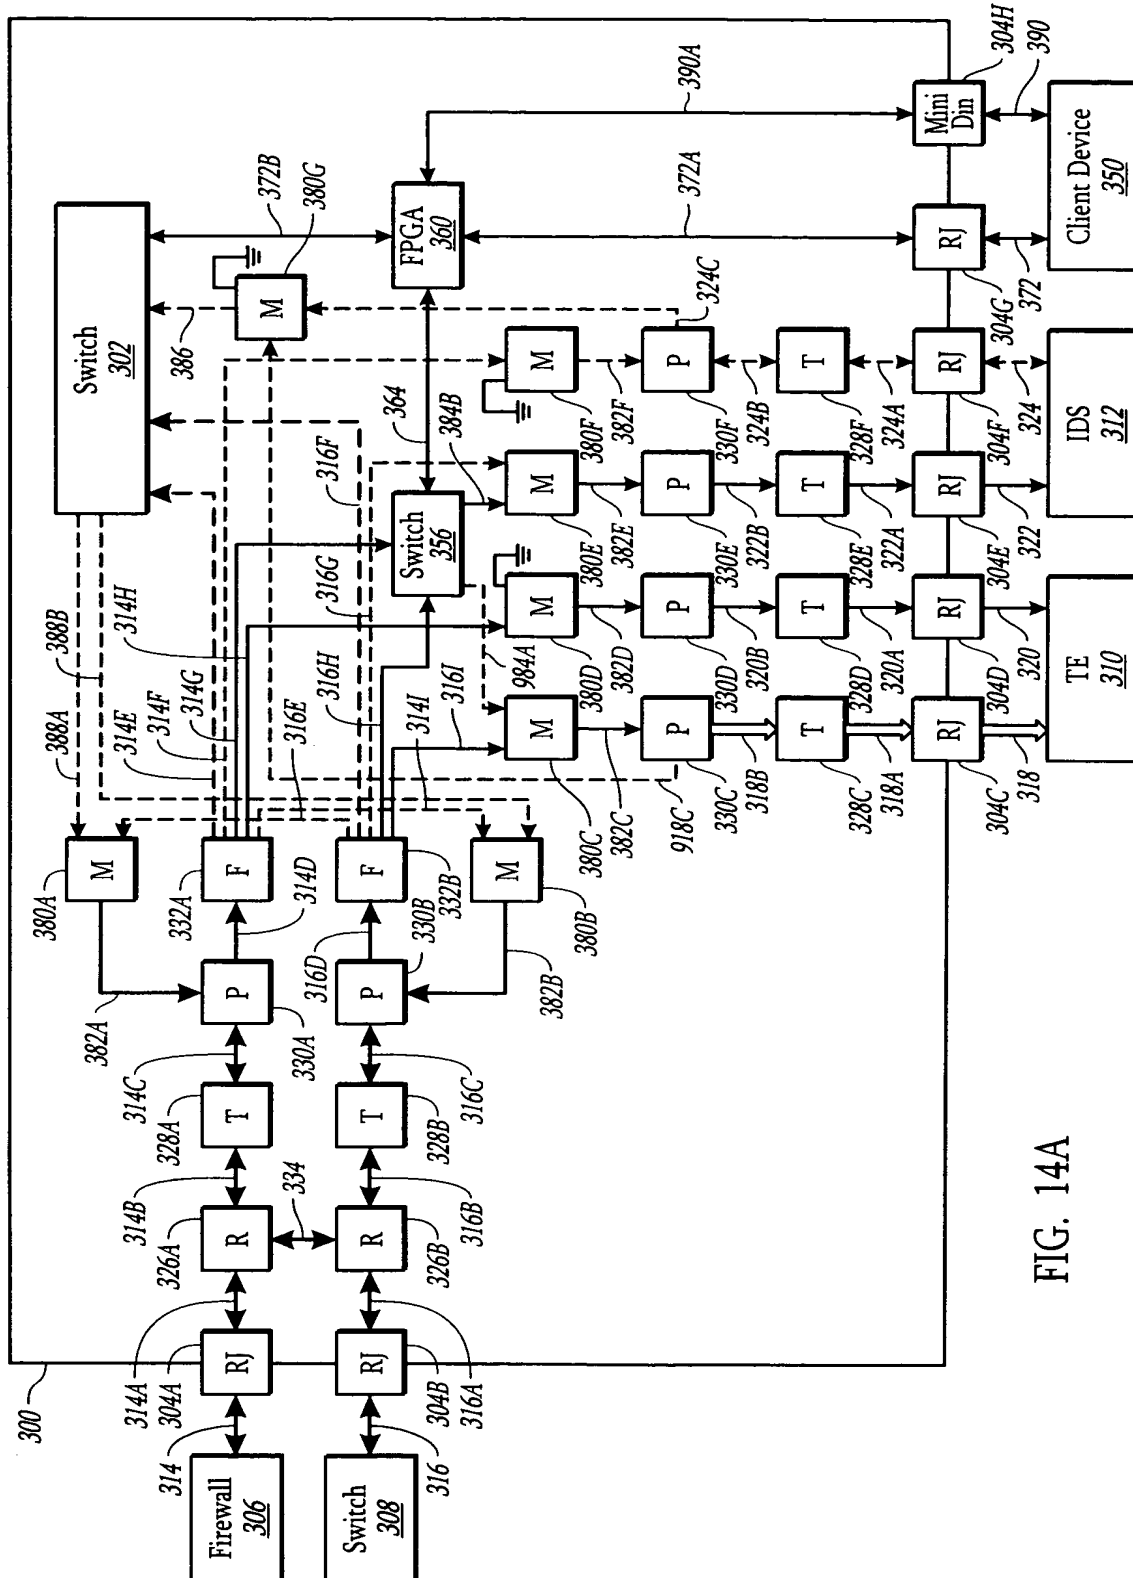 300
Firewall
306
314
304A
314A
RJ
326A
314B
R
328A
314C
T
330A
382A
P
314D
332A
F
380A
M
388A
388B
314E
314F
314G
314H
316E
314I
Switch
302
Switch
308
316
304B
316A
RJ
334
326B
316B
R
328B
316C
T
316D
330B
382B
P
332B
F
380B
M
316F
316G
316H
316I
386
380G
M
372B
FPGA
360
364
Switch
356
384B
984A
390A
372A
380C
M
382C
380D
M
382D
380E
M
382E
380F
M
382F
918C
330C
P
318B
330D
P
320B
330E
P
322B
330F
P
324B
324C
328C
T
318A
328D
T
320A
328E
T
322A
328F
T
324A
304C
RJ
318
304D
RJ
320
304E
RJ
322
304F
RJ
324
304G
RJ
372
304H
Mini
Din
390
TE
310
IDS
312
Client Device
350
FIG. 14A